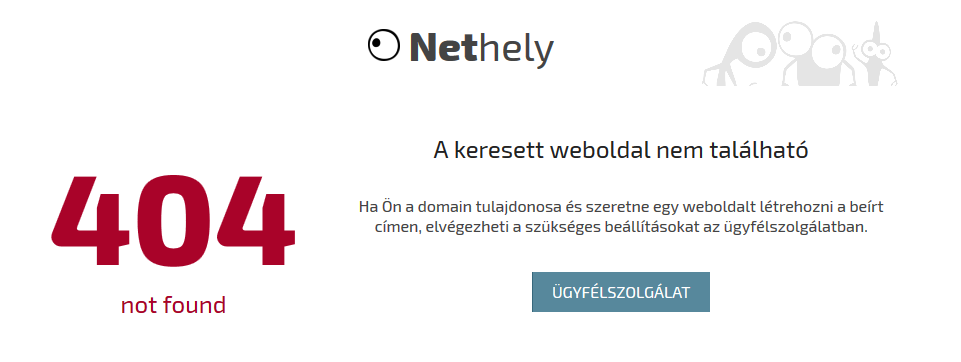 Nethely
404
not found
A keresett weboldal nem található
Ha Ön a domain tulajdonosa és szeretne egy weboldalt létrehozni a beírt
címen, elvégezheti a szükséges beállításokat az ügyfélszolgálatban.
ÜGYFÉLSZOLGÁLAT